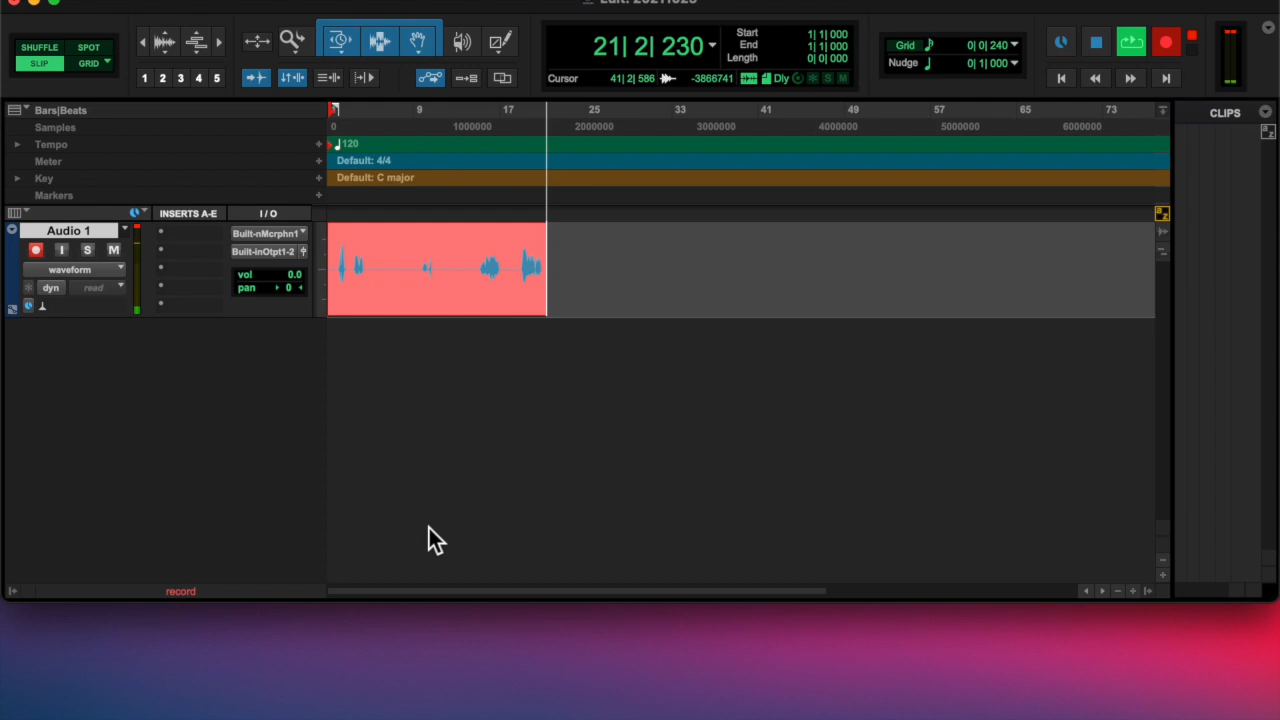 SHUFFLE SPOT
SLIP GRID
1 2 3 4 5
21| 2| 230
Start 1| 1| 000
End 1| 1| 000
Length 0| 0| 000
Cursor 41| 2| 586 -3866741 Dly S M
Grid 0| 0| 240
Nudge 0| 1| 000
Bars|Beats 9 17 25 33 41 49 57 65 73
Samples 0 1000000 2000000 3000000 4000000 5000000 6000000
Tempo 120
Meter Default: 4/4
Key Default: C major
Markers
CLIPS
a z
INSERTS A-E I / O
Audio 1
I S M
Built-nMcrphn1
waveform
Built-inOtpt1-2
dyn read
vol 0.0
pan 0
a z
record